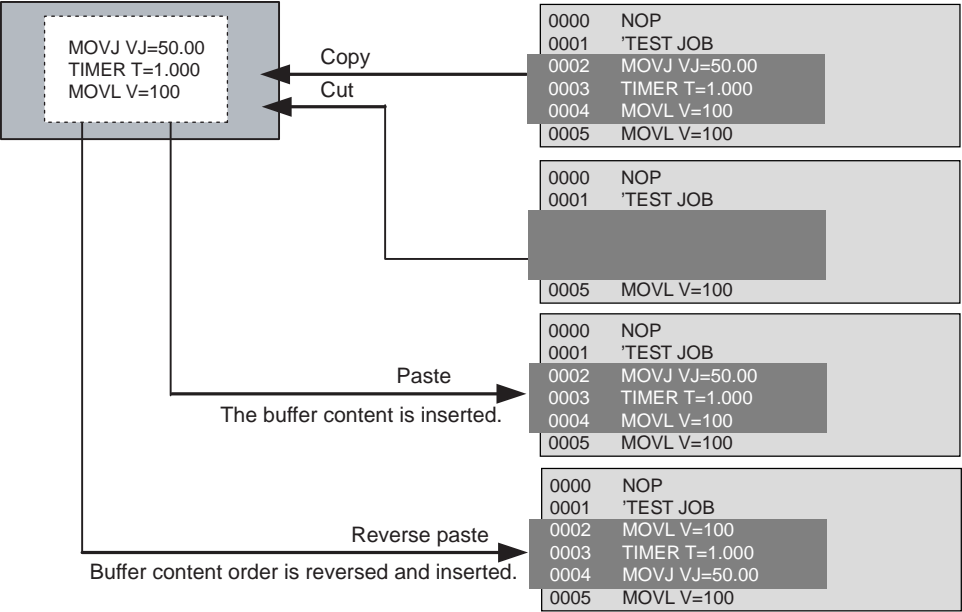 MOVJ VJ=50.00
TIMER T=1.000
MOVL V=100
Copy
Cut
0000 NOP
0001 ’TEST JOB
0002 MOVJ VJ=50.00
0003 TIMER T=1.000
0004 MOVL V=100
0005 MOVL V=100
0000 NOP
0001 ’TEST JOB
0005 MOVL V=100
Paste
The buffer content is inserted.
0000 NOP
0001 ’TEST JOB
0002 MOVJ VJ=50.00
0003 TIMER T=1.000
0004 MOVL V=100
0005 MOVL V=100
Reverse paste
Buffer content order is reversed and inserted.
0000 NOP
0001 ’TEST JOB
0002 MOVL V=100
0003 TIMER T=1.000
0004 MOVJ VJ=50.00
0005 MOVL V=100